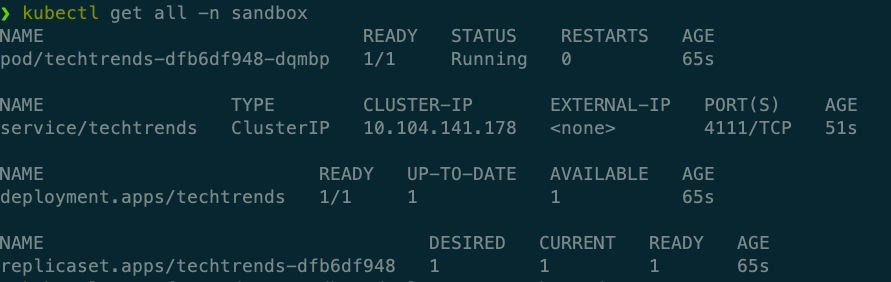 ❯ kubectl get all -n sandbox
NAME READY STATUS RESTARTS AGE
pod/techtrends-dfb6df948-dqmbp 1/1 Running 0 65s
NAME TYPE CLUSTER-IP EXTERNAL-IP PORT(S) AGE
service/techtrends ClusterIP 10.104.141.178 <none> 4111/TCP 51s
NAME READY UP-TO-DATE AVAILABLE AGE
deployment.apps/techtrends 1/1 1 1 65s
NAME DESIRED CURRENT READY AGE
replicaset.apps/techtrends-dfb6df948 1 1 1 65s